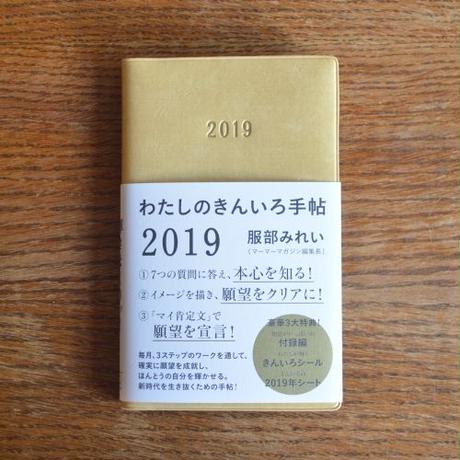 2019
わたしのきんいろ手帖
2019 服部みれい
（マーマーマガジン編集長）
①7つの質問に答え、本心を知る！
②イメージを描き、願望をクリアに！
③「マイ肯定文」で
願望を宣言！
毎月、3ステップのワークを通して、
確実に願望を成就し、
ほんとうの自分を輝かせる。
新時代を生き抜くための手帖！
豪華3大特典！
付録編
きんいろシール
2019年シート